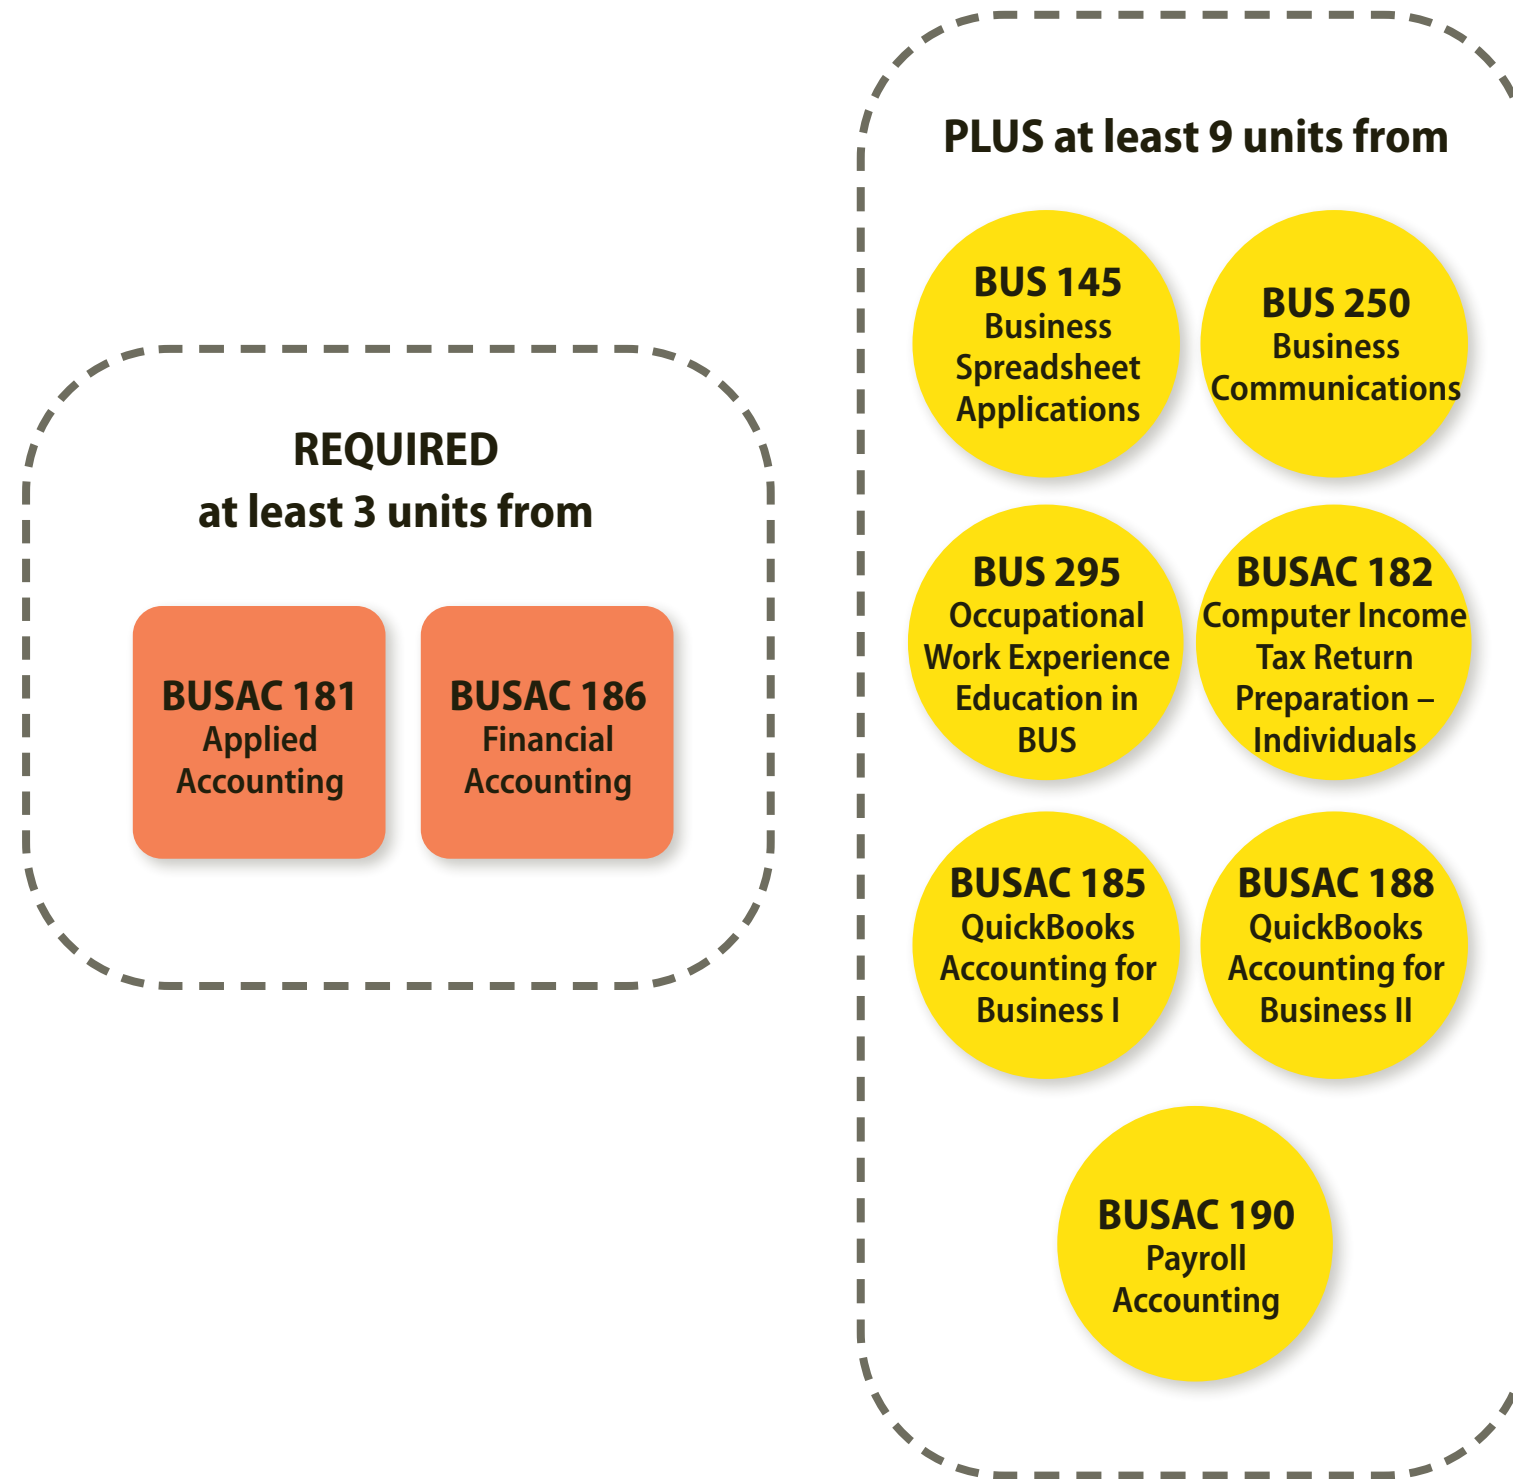 REQUIRED
at least 3 units from
BUSAC 181
Applied
Accounting
BUSAC 186
Financial
Accounting
PLUS at least 9 units from
BUS 145
Business
Spreadsheet
Applications
BUS 250
Business
Communications
BUS 295
Occupational
Work Experience
Education in
BUS
BUSAC 182
Computer Income
Tax Return
Preparation –
Individuals
BUSAC 185
QuickBooks
Accounting for
Business I
BUSAC 188
QuickBooks
Accounting for
Business II
BUSAC 190
Payroll
Accounting